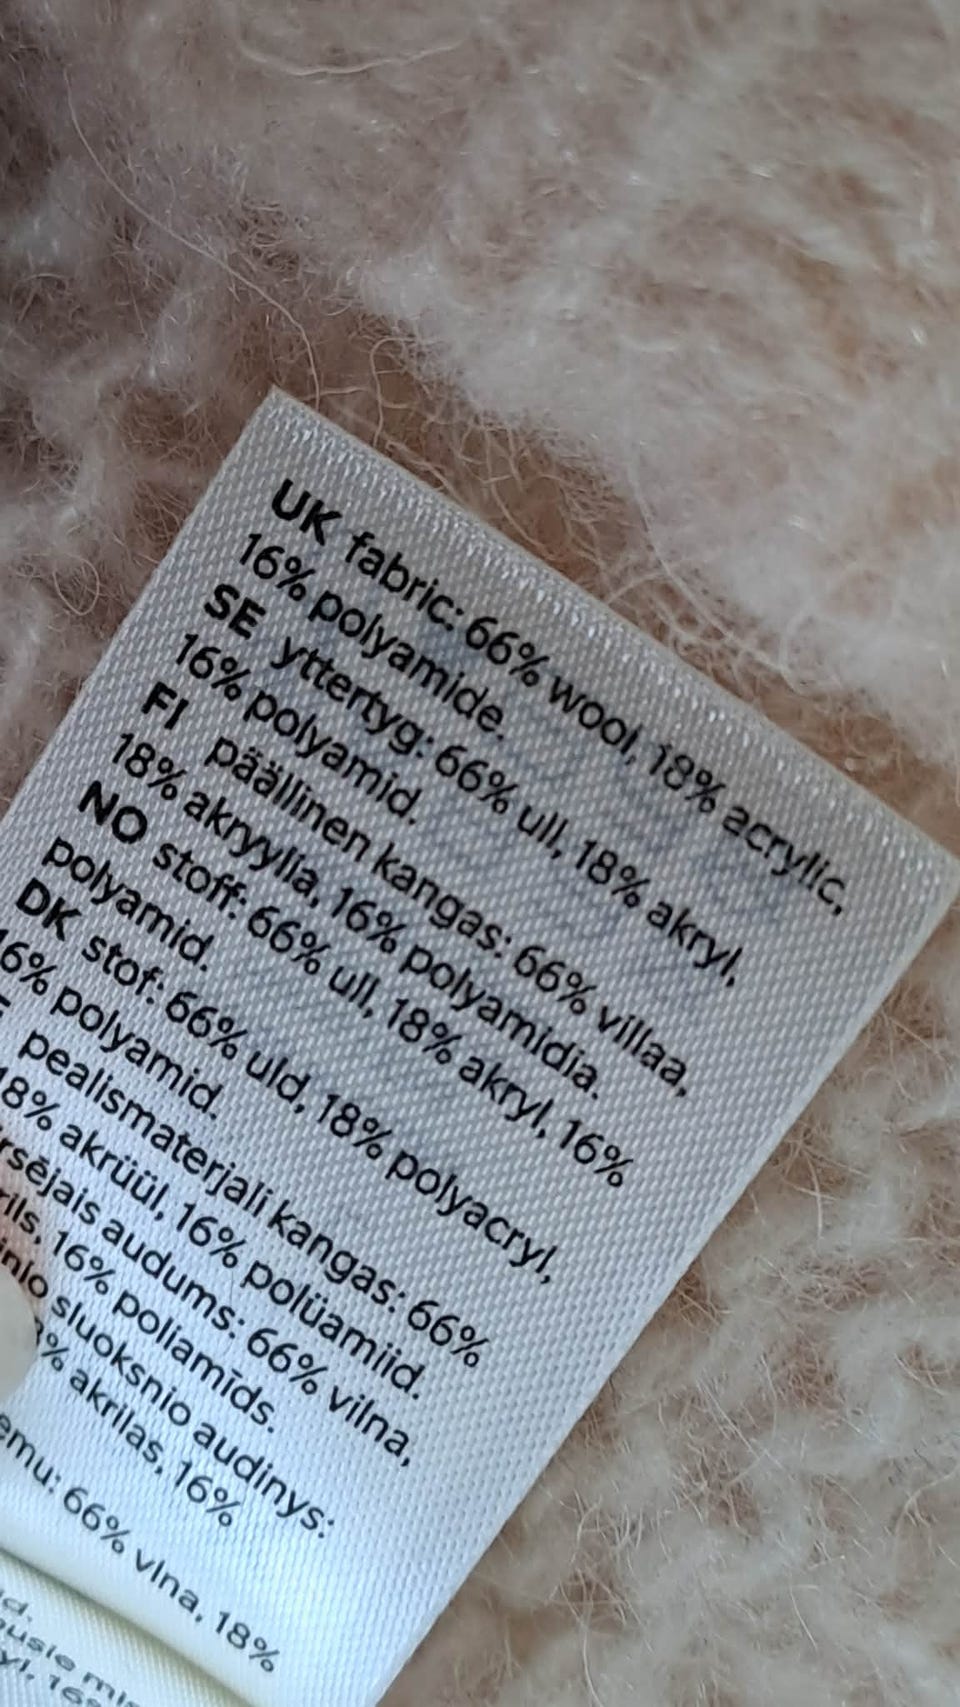 UK fabric: 66% wool, 18% acrylic,
16% polyamide.
SE yttertyg: 66% ull, 18% akryl,
16% polyamid.
FI päällinen kangas: 66% villaa,
18% akryylia, 16% polyamidia.
NO stoff: 66% ull, 18% akryl, 16%
polyamid.
DK stof: 66% uld, 18% polyacryl,
16% polyamid.
pealismaterjali kangas: 66%
18% akrüül, 16% polüamiid.
audums: 66% vilna,
16% poliamīds.
sluoksnio audinys:
akrilas, 16%
66% vlna, 18%